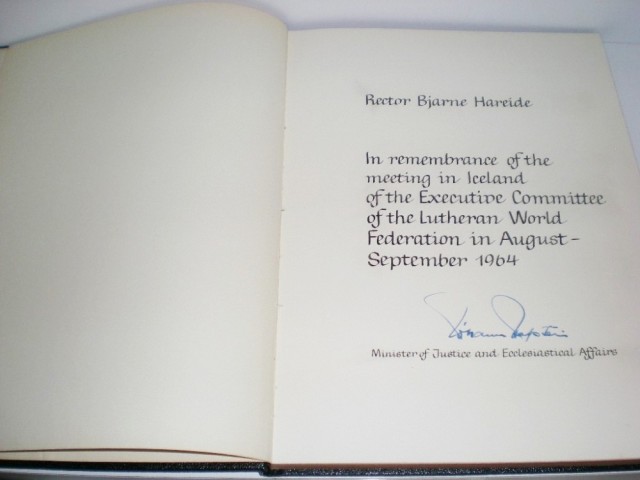 Rector Bjarne Hareide
In remembrance of the
meeting in Iceland
of the Executive Committee
of the Lutheran World
Federation in August-
September 1964
Minister of Justice and Ecclesiastical Affairs